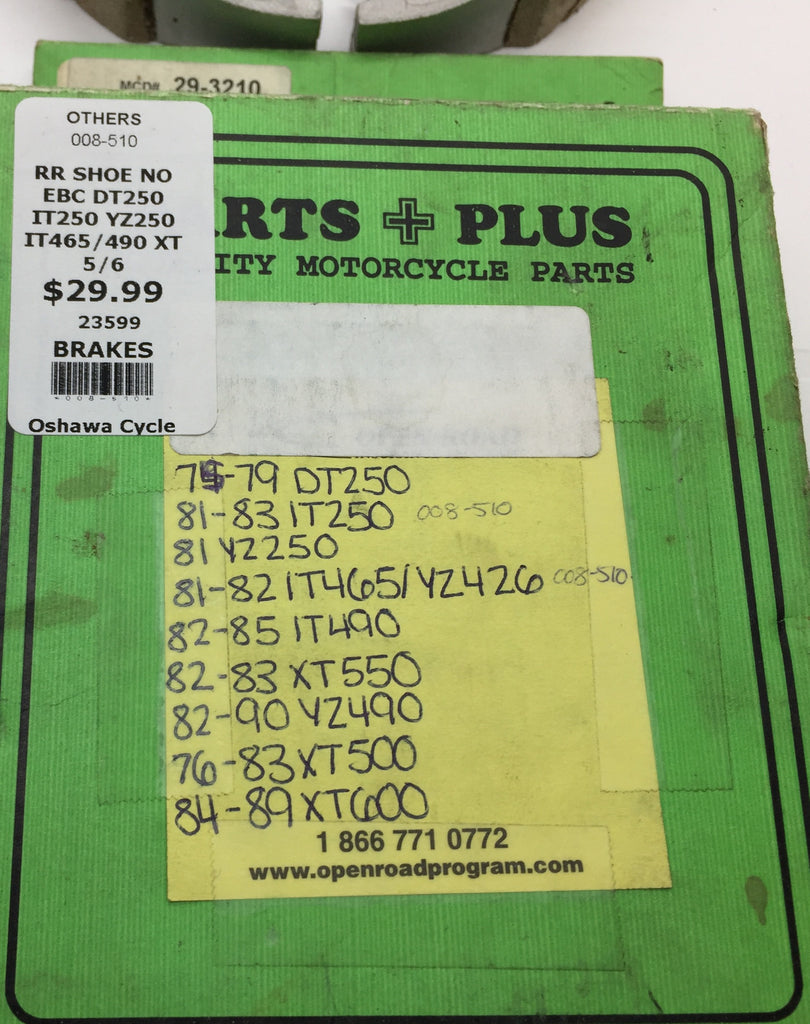 MCD# 29-3210
OTHERS
008-510
RR SHOE NO
EBC DT250
IT250 YZ250
IT465/490 XT
5/6
$29.99
23599
BRAKES
*008-510*
Oshawa Cycle
ARTS PLUS
ITY MOTORCYCLE PARTS
75-79 DT250
81-83 IT250 008-510
81 YZ250
81-82 IT465/YZ426 008-510
82-85 IT490
82-83 XT550
82-90 YZ490
76-83 XT500
84-89 XT600
1 866 771 0772
www.openroadprogram.com